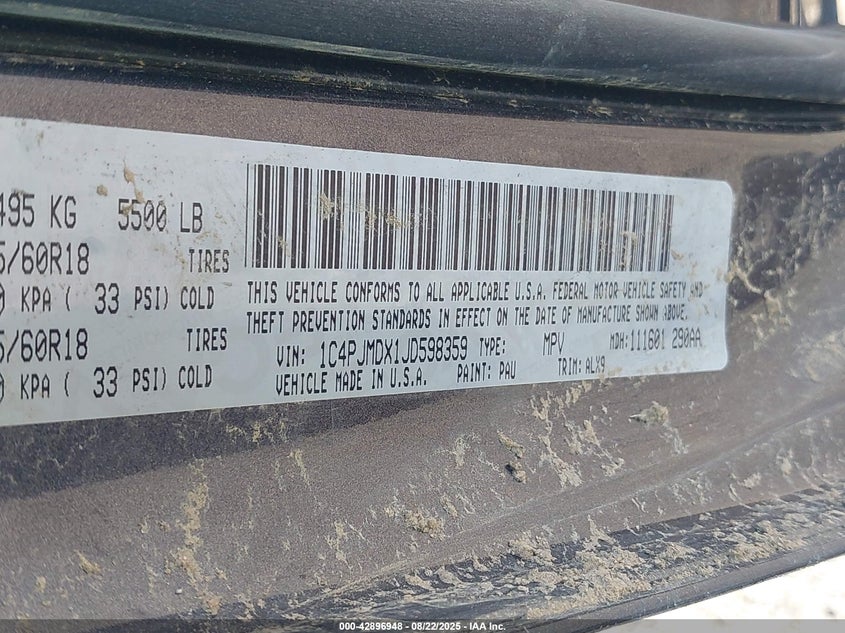 495 KG 5500 LB
5/60R18 TIRES
0 KPA ( 33 PSI) COLD
5/60R18 TIRES
0 KPA ( 33 PSI) COLD
THIS VEHICLE CONFORMS TO ALL APPLICABLE U.S.A. FEDERAL MOTOR VEHICLE SAFETY AND
THEFT PREVENTION STANDARDS IN EFFECT ON THE DATE OF MANUFACTURE SHOWN ABOVE.
VIN: 1C4PJMDX1JD598359 TYPE: MPV MDH: 111601 290AA
VEHICLE MADE IN U.S.A. PAINT: PAU TRIM: ALX9
000-42896948 - 08/22/2025 - IAA Inc.